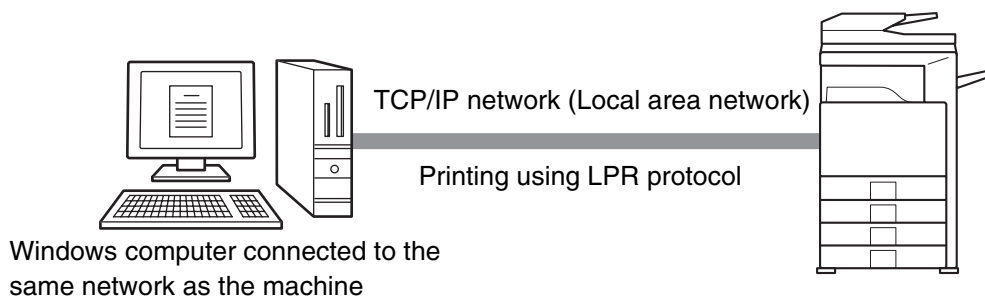 TCP/IP network (Local area network)
Printing using LPR protocol
Windows computer connected to the
same network as the machine